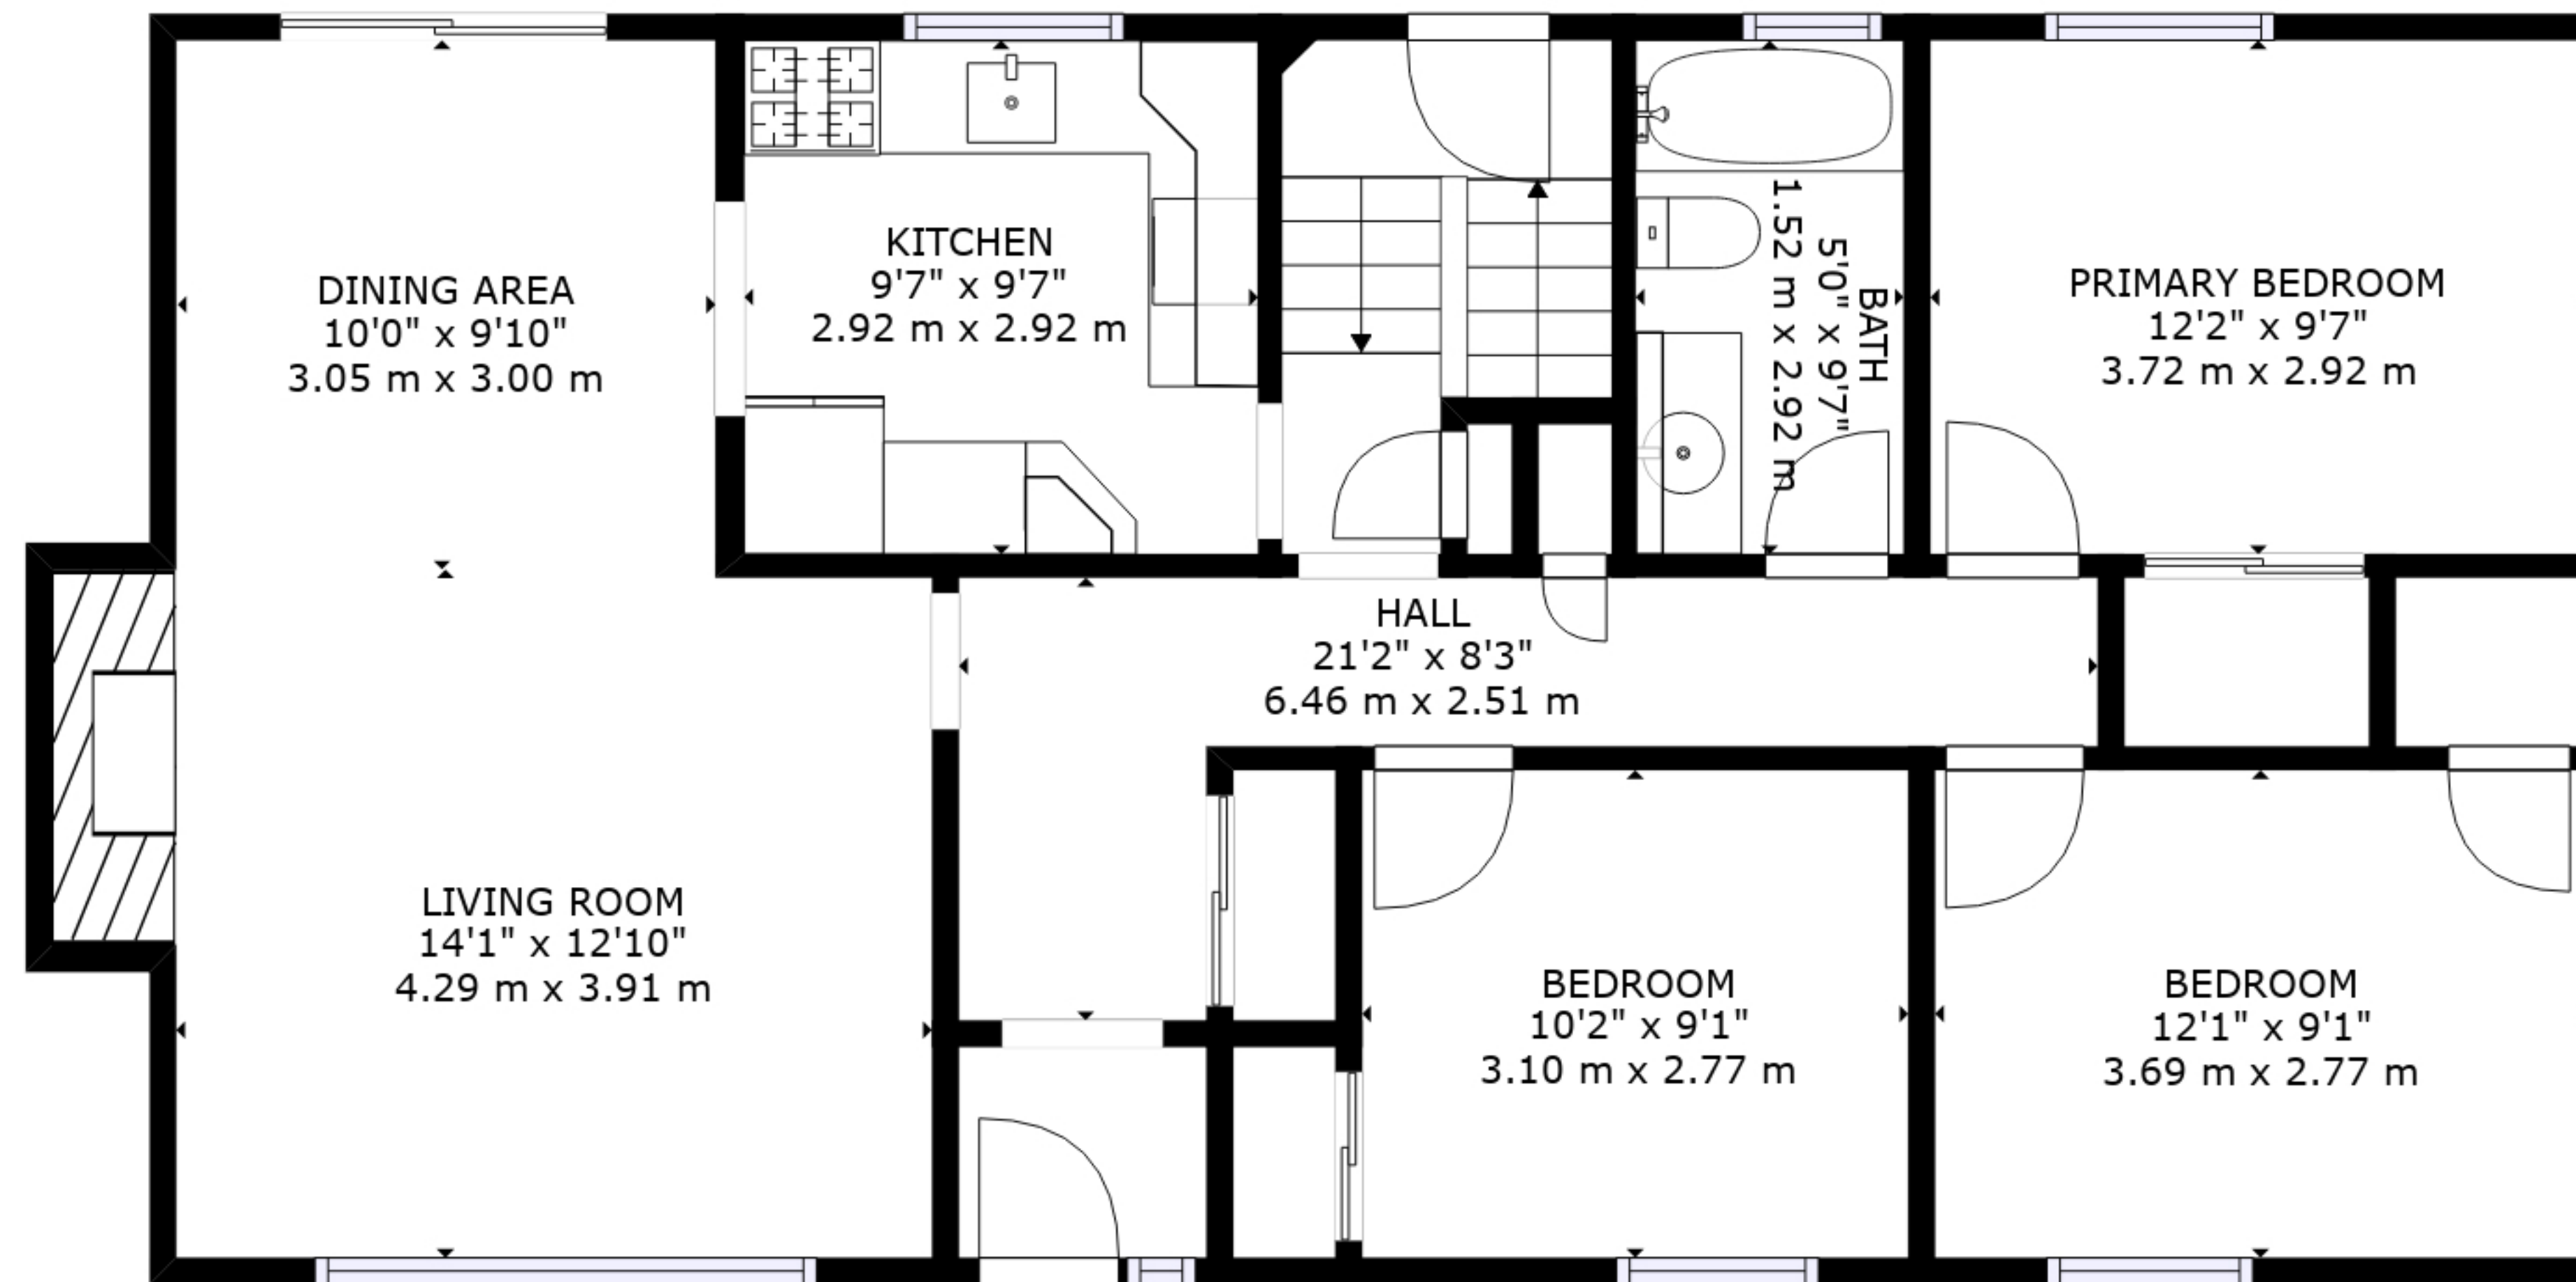 DINING AREA
10'0" x 9'10"
3.05 m x 3.00 m
KITCHEN
9'7" x 9'7"
2.92 m x 2.92 m
BATH
5'0" x 9'7"
1.52 m x 2.92 m
PRIMARY BEDROOM
12'2" x 9'7"
3.72 m x 2.92 m
HALL
21'2" x 8'3"
6.46 m x 2.51 m
LIVING ROOM
14'1" x 12'10"
4.29 m x 3.91 m
BEDROOM
10'2" x 9'1"
3.10 m x 2.77 m
BEDROOM
12'1" x 9'1"
3.69 m x 2.77 m